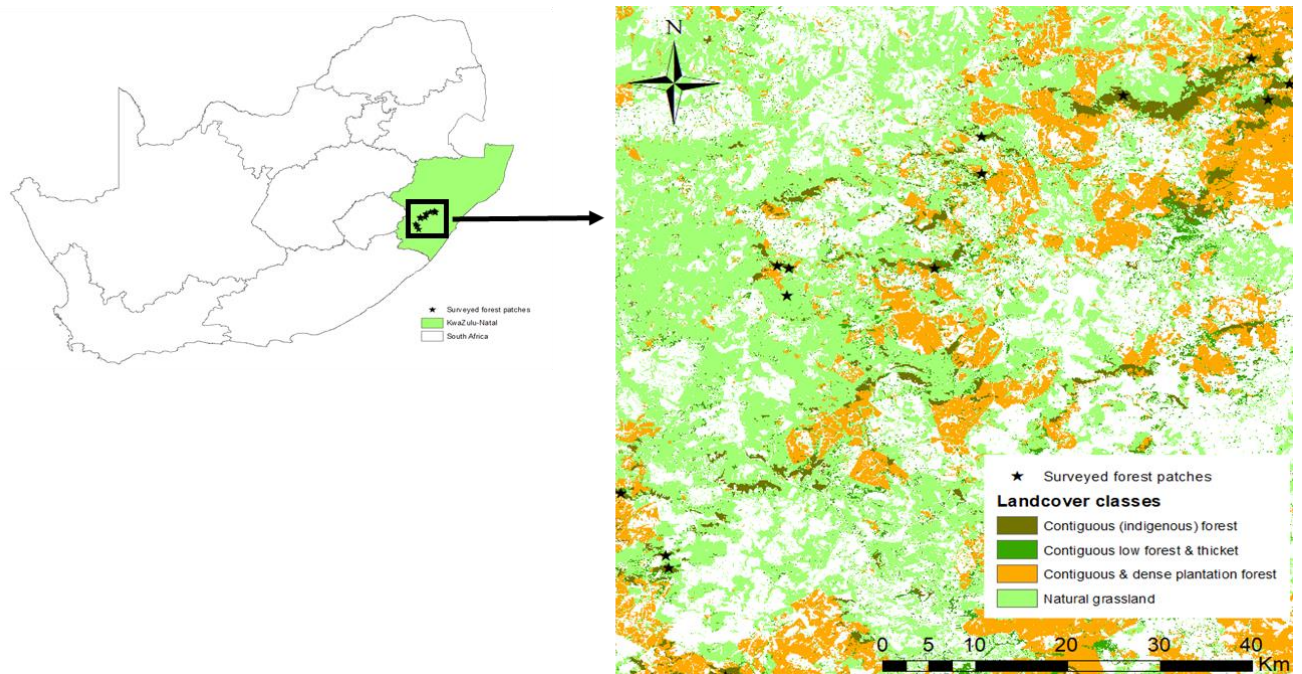 Surveyed forest patches
KwaZulu-Natal
South Africa
N
Surveyed forest patches
Landcover classes
Contiguous (indigenous) forest
Contiguous low forest & thicket
Contiguous & dense plantation forest
Natural grassland
0 5 10 20 30 40
Km